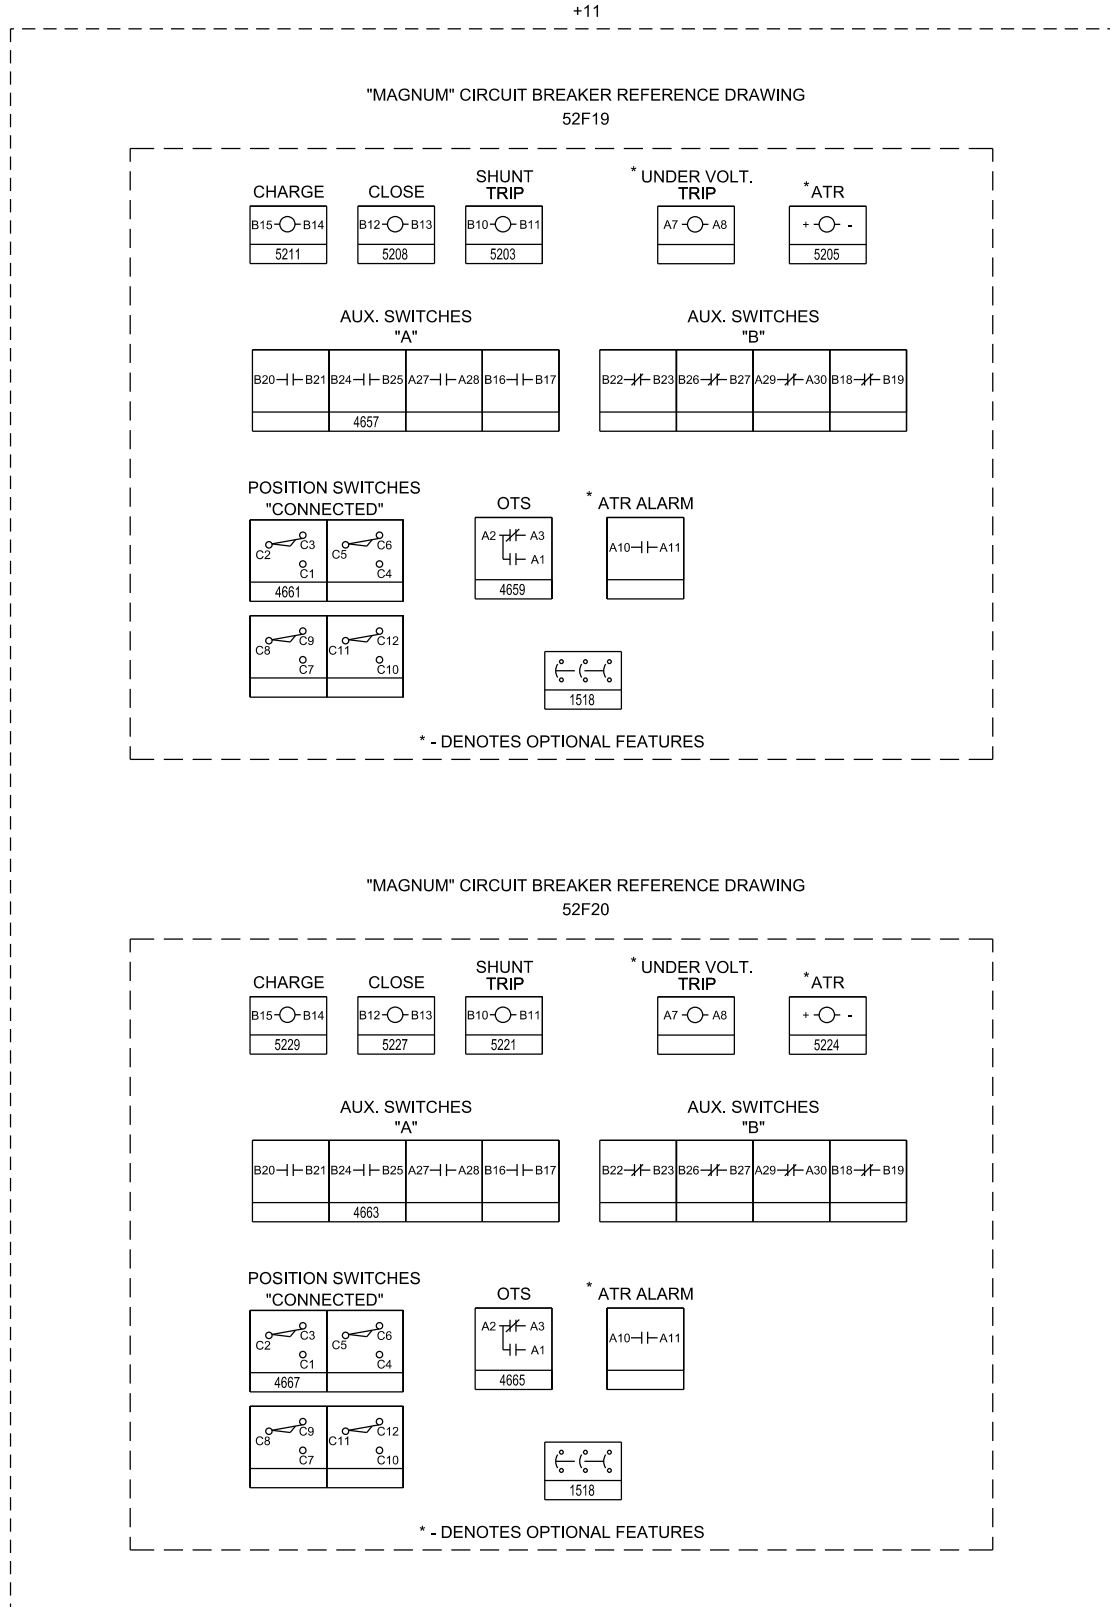 +11
"MAGNUM" CIRCUIT BREAKER REFERENCE DRAWING
52F19
CHARGE
B15 B14
5211
CLOSE
B12 B13
5208
SHUNT
TRIP
B10 B11
5203
* UNDER VOLT.
TRIP
A7 A8
* ATR
+ -
5205
AUX. SWITCHES
"A"
B20 B21 B24 B25 A27 A28 B16 B17
4657
AUX. SWITCHES
"B"
B22 B23 B26 B27 A29 A30 B18 B19
POSITION SWITCHES
"CONNECTED"
C2 C3 C5 C6
C1 C4
4661
C8 C9 C11 C12
C7 C10
OTS
A2 A3
A1
4659
* ATR ALARM
A10 A11
1518
* - DENOTES OPTIONAL FEATURES
"MAGNUM" CIRCUIT BREAKER REFERENCE DRAWING
52F20
CHARGE
B15 B14
5229
CLOSE
B12 B13
5227
SHUNT
TRIP
B10 B11
5221
* UNDER VOLT.
TRIP
A7 A8
* ATR
+ -
5224
AUX. SWITCHES
"A"
B20 B21 B24 B25 A27 A28 B16 B17
4663
AUX. SWITCHES
"B"
B22 B23 B26 B27 A29 A30 B18 B19
POSITION SWITCHES
"CONNECTED"
C2 C3 C5 C6
C1 C4
4667
C8 C9 C11 C12
C7 C10
OTS
A2 A3
A1
4665
* ATR ALARM
A10 A11
1518
* - DENOTES OPTIONAL FEATURES